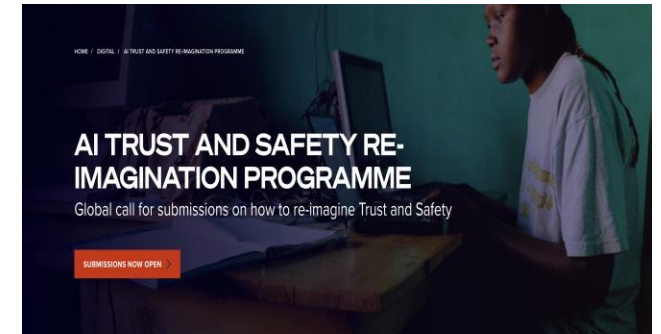 HOME / DIGITAL / AI TRUST AND SAFETY RE-IMAGINATION PROGRAMME
AI TRUST AND SAFETY RE-
IMAGINATION PROGRAMME
Global call for submissions on how to re-imagine Trust and Safety
SUBMISSIONS NOW OPEN